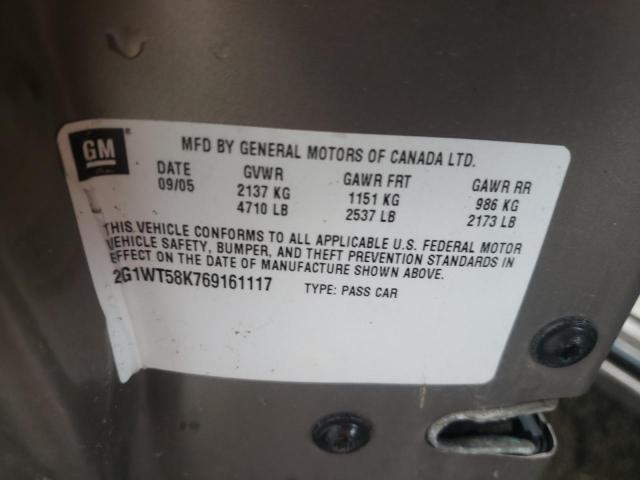 GM
MFD BY GENERAL MOTORS OF CANADA LTD.
DATE GVWR GAWR FRT GAWR RR
09/05 2137 KG 1151 KG 986 KG
4710 LB 2537 LB 2173 LB
THIS VEHICLE CONFORMS TO ALL APPLICABLE U.S. FEDERAL MOTOR
VEHICLE SAFETY, BUMPER, AND THEFT PREVENTION STANDARDS IN
EFFECT ON THE DATE OF MANUFACTURE SHOWN ABOVE.
2G1WT58K769161117 TYPE: PASS CAR